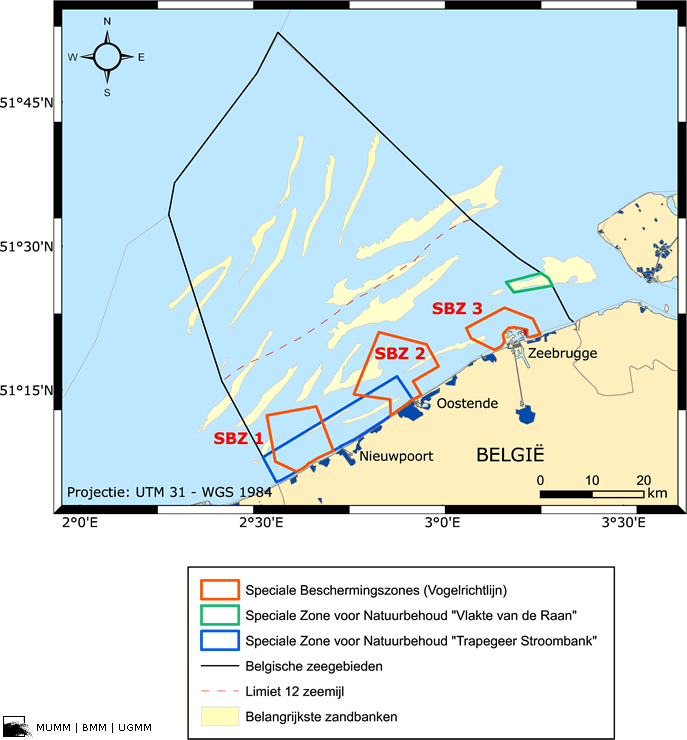 N
W E
S
51°45'N
51°30'N
51°15'N
SBZ 3
SBZ 2
SBZ 1
Zeebrugge
Oostende
Nieuwpoort
BELGIË
Projectie: UTM 31 - WGS 1984
0 10 20
km
2°0'E 2°30'E 3°0'E 3°30'E
Speciale Beschermingszones (Vogelrichtlijn)
Speciale Zone voor Natuurbehoud "Vlakte van de Raan"
Speciale Zone voor Natuurbehoud "Trapegeer Stroombank"
Belgische zeegebieden
Limiet 12 zeemijl
Belangrijkste zandbanken
MUMM | BMM | UGMM